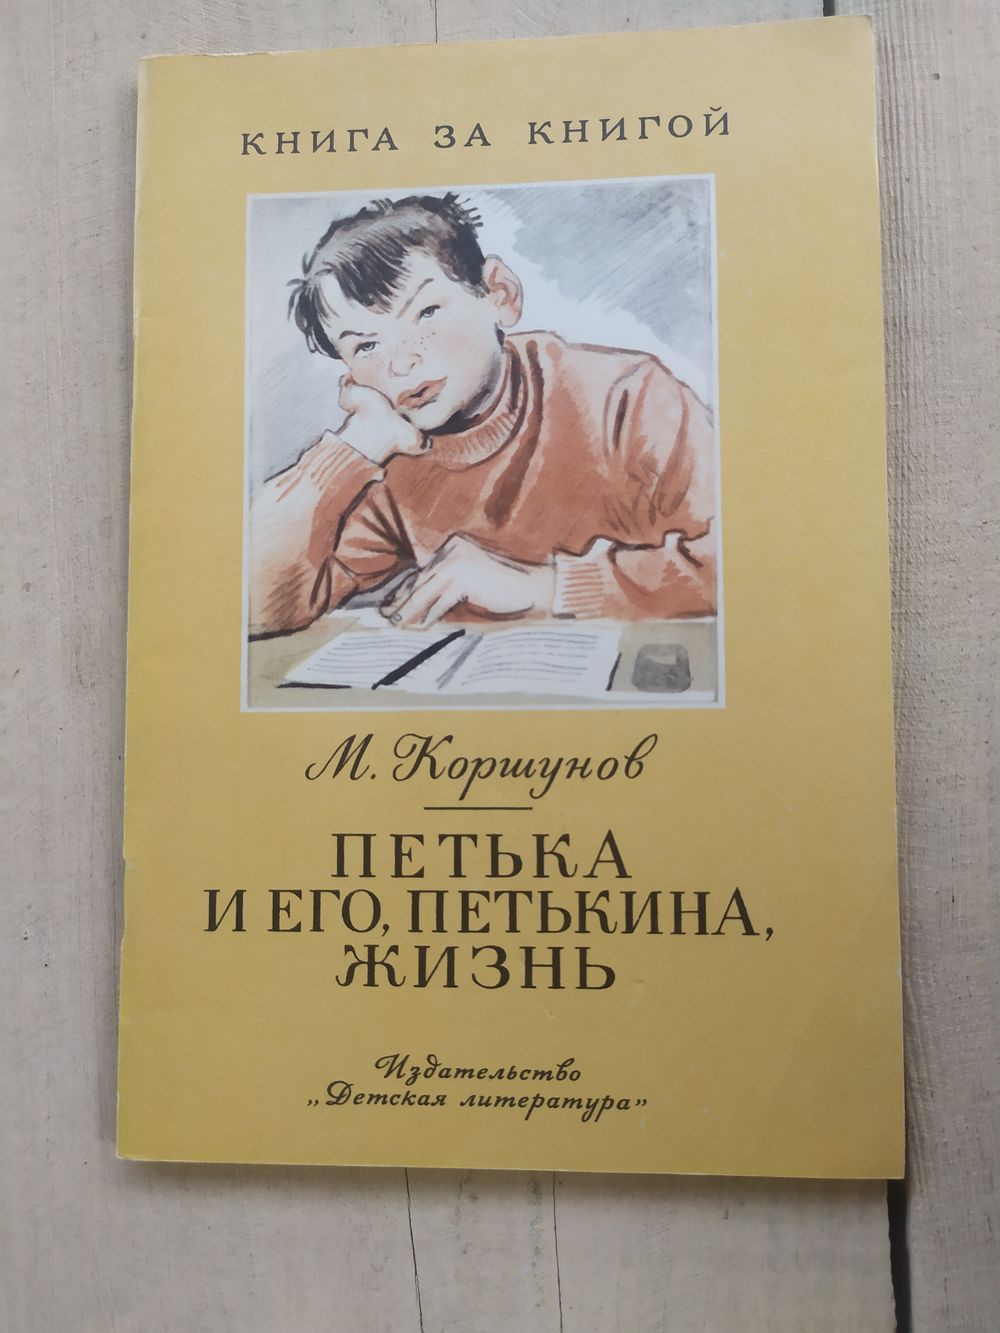 КНИГА ЗА КНИГОЙ
М. Коршунов
ПЕТЬКА
И ЕГО, ПЕТЬКИНА,
ЖИЗНЬ
Издательство
„Детская литература"